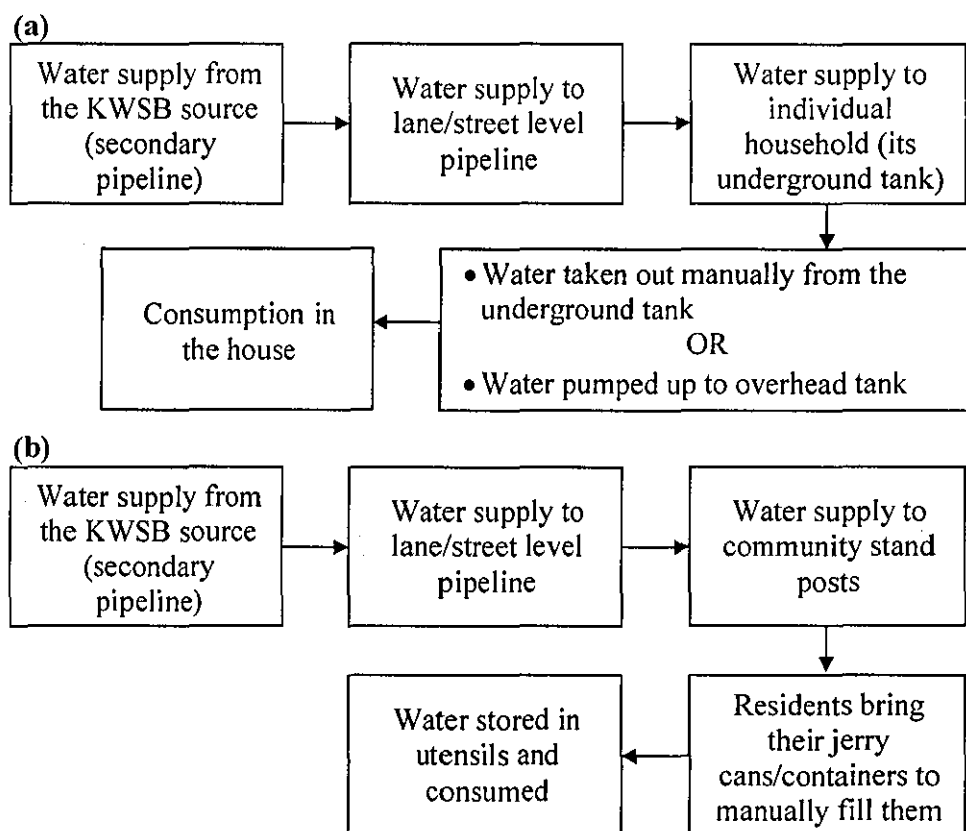 (a)
Water supply from
the KWSB source
(secondary
pipeline)
Water supply to
lane/street level
pipeline
Water supply to
individual
household (its
underground tank)
• Water taken out manually from the
underground tank
OR
• Water pumped up to overhead tank
Consumption in
the house
(b)
Water supply from
the KWSB source
(secondary
pipeline)
Water supply to
lane/street level
pipeline
Water supply to
community stand
posts
Residents bring
their jerry
cans/containers to
manually fill them
Water stored in
utensils and
consumed